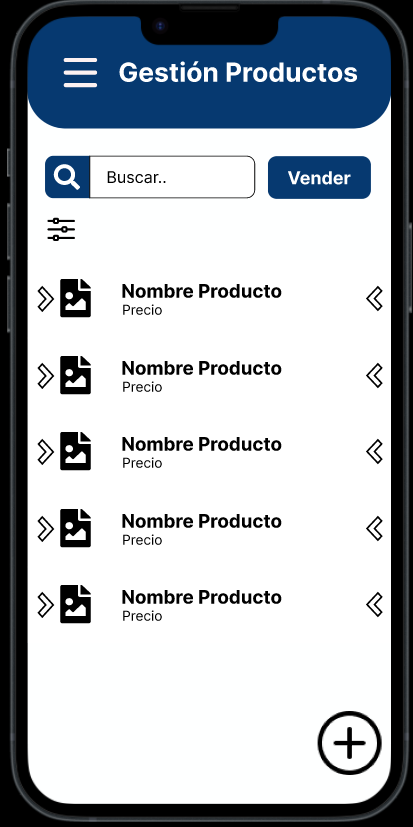 Gestión Productos
Buscar..
Vender
Nombre Producto
Precio
Nombre Producto
Precio
Nombre Producto
Precio
Nombre Producto
Precio
Nombre Producto
Precio